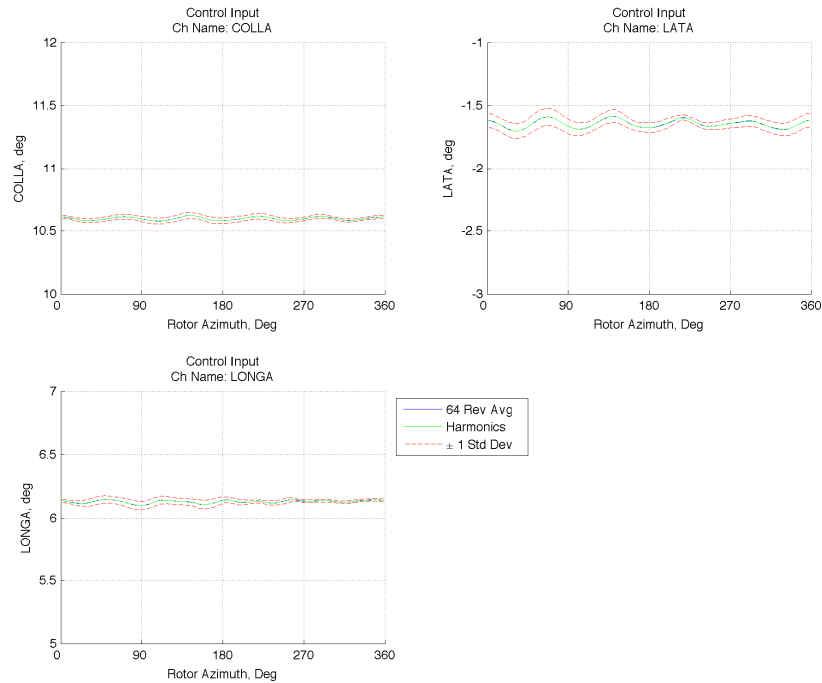 Control Input
Ch Name: COLLA
12
11.5
11
10.5
10
COLLA, deg
0 90 180 270 360
Rotor Azimuth, Deg
Control Input
Ch Name: LATA
-1
-1.5
-2
-2.5
-3
LATA, deg
0 90 180 270 360
Rotor Azimuth, Deg
Control Input
Ch Name: LONGA
7
6.5
6
5.5
5
LONGA, deg
0 90 180 270 360
Rotor Azimuth, Deg
64 Rev Avg
Harmonics
± 1 Std Dev